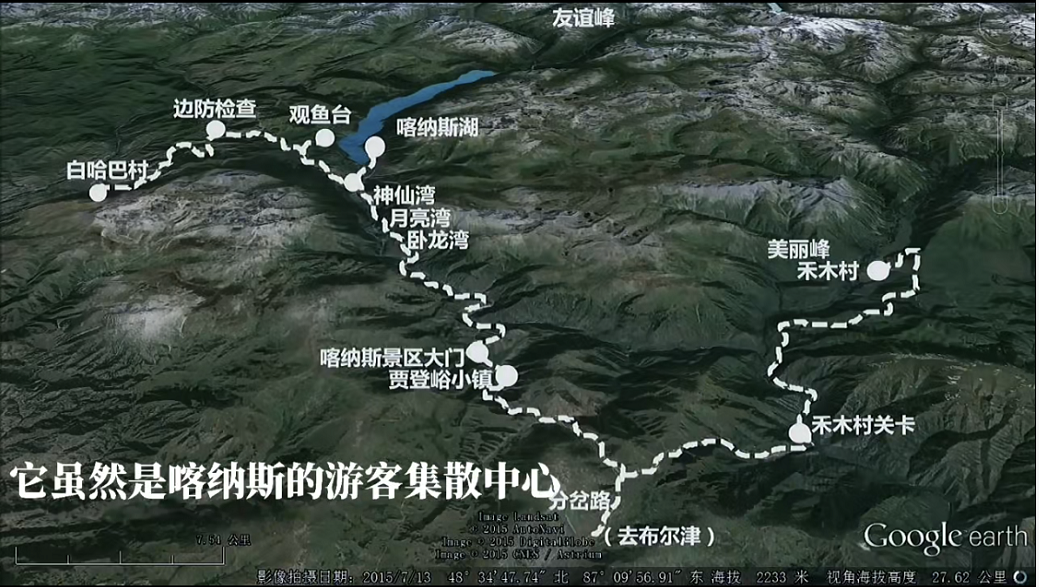 友谊峰
边防检查
观鱼台
喀纳斯湖
白哈巴村
神仙湾
月亮湾
卧龙湾
美丽峰
禾木村
喀纳斯景区大门
贾登峪小镇
禾木村关卡
它虽然是喀纳斯的游客集散中心
分岔路
(去布尔津)
Image Landsat
© 2015 AutoNavi
Image © 2015 DigitalGlobe
Image © 2015 CNES / Astrium
7.54 公里
Google earth
影像拍摄日期: 2015/7/13 48°34'47.74" 北 87°09'56.91" 东 海拔 2233 米 视角海拔高度 27.62 公里